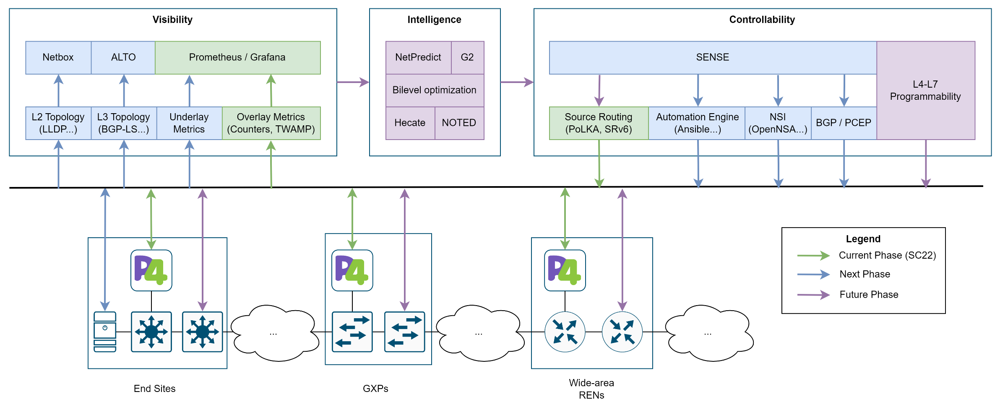 Visibility
Intelligence
Controllability
Netbox
ALTO
Prometheus / Grafana
L2 Topology
(LLDP...)
L3 Topology
(BGP-LS...)
Underlay
Metrics
Overlay Metrics
(Counters, TWAMP)
NetPredict
G2
Bilevel optimization
Hecate
NOTED
SENSE
L4-L7
Programmability
Source Routing
(PoLKA, SRv6)
Automation Engine
(Ansible...)
NSI
(OpenNSA...)
BGP / PCEP
P4
P4
P4
...
...
...
End Sites
GXPs
Wide-area
RENs
Legend
Current Phase (SC22)
Next Phase
Future Phase